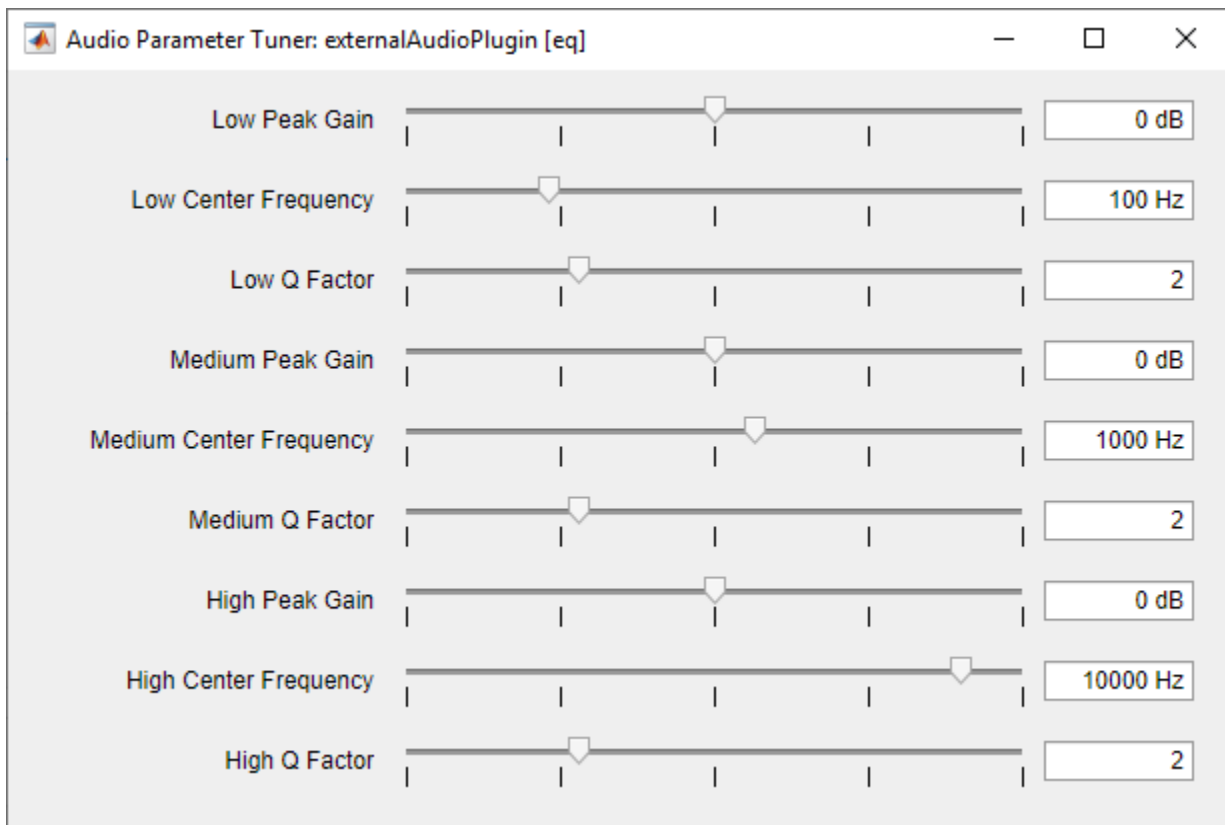 Audio Parameter Tuner: externalAudioPlugin [eq]
Low Peak Gain 0 dB
Low Center Frequency 100 Hz
Low Q Factor 2
Medium Peak Gain 0 dB
Medium Center Frequency 1000 Hz
Medium Q Factor 2
High Peak Gain 0 dB
High Center Frequency 10000 Hz
High Q Factor 2